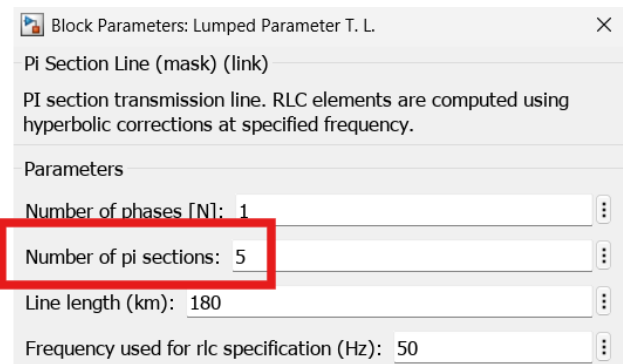 Block Parameters: Lumped Parameter T. L.
Pi Section Line (mask) (link)
PI section transmission line. RLC elements are computed using
hyperbolic corrections at specified frequency.
Parameters
Number of phases [N]: 1
Number of pi sections: 5
Line length (km): 180
Frequency used for rlc specification (Hz): 50